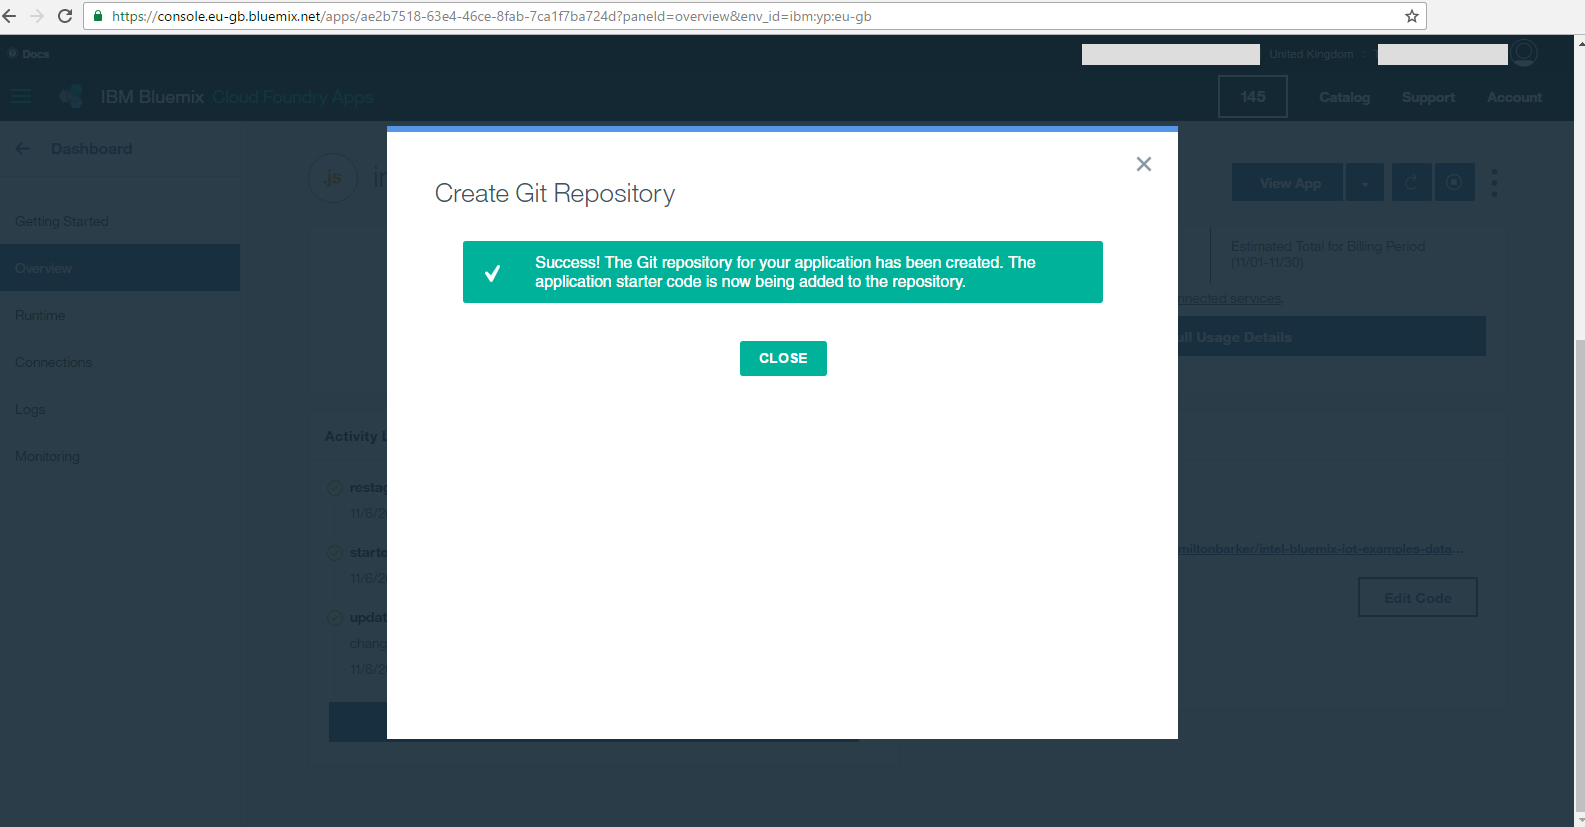 https://console.eu-gb.bluemix.net/apps/ae2b7518-63e4-46ce-8fab-7ca1f7ba724d?paneId=overview&env_id=ibm:yp:eu-gb
Docs
United Kingdom :
IBM Bluemix Cloud Foundry Apps
145
Catalog
Support
Account
Dashboard
.js
View App
Create Git Repository
Getting Started
Overview
Runtime
Connections
Logs
Monitoring
Success! The Git repository for your application has been created. The
application starter code is now being added to the repository.
CLOSE
Estimated Total for Billing Period
(11/01-11/30)
nnected services.
ull Usage Details
Activity L
restag
11/6/2
starte
11/6/2
updat
chang
11/6/2
miltonbarker/intel-bluemix-iot-examples-data...
Edit Code